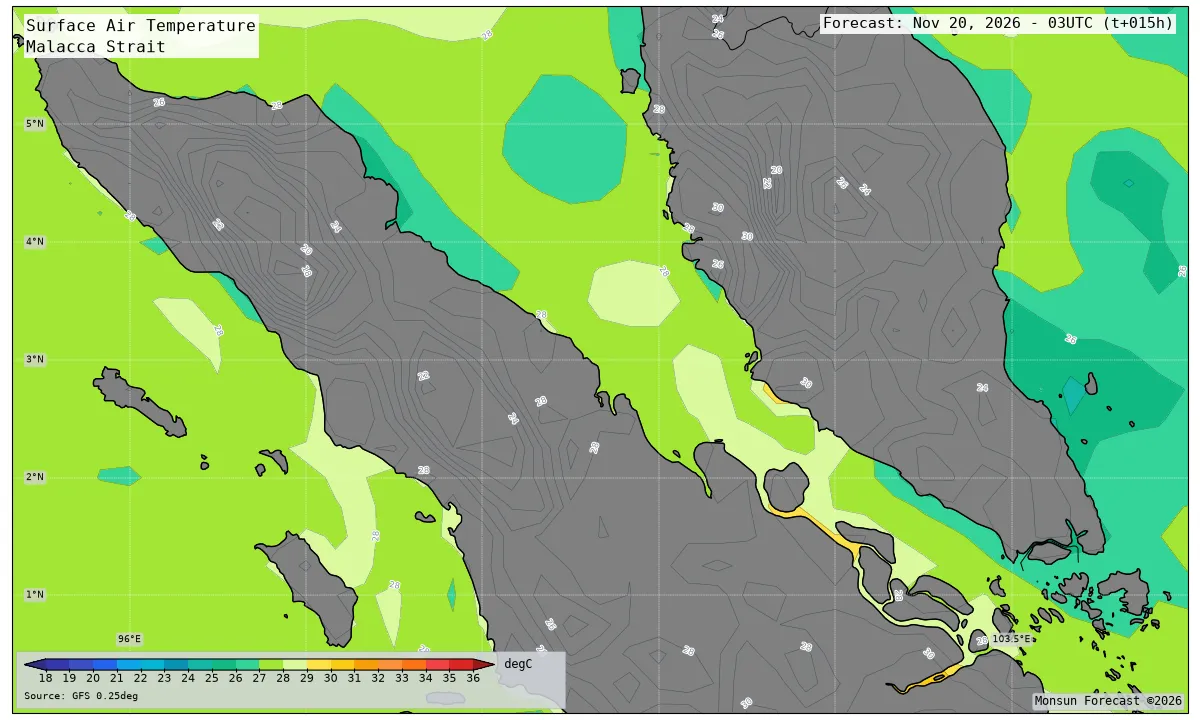 Surface Air Temperature
Malacca Strait
Forecast: Nov 20, 2026 - 03UTC (t+015h)
5°N
4°N
3°N
2°N
1°N
96°E
103.5°E
18 19 20 21 22 23 24 25 26 27 28 29 30 31 32 33 34 35 36
degC
Source: GFS 0.25deg
Monsun Forecast ©2026